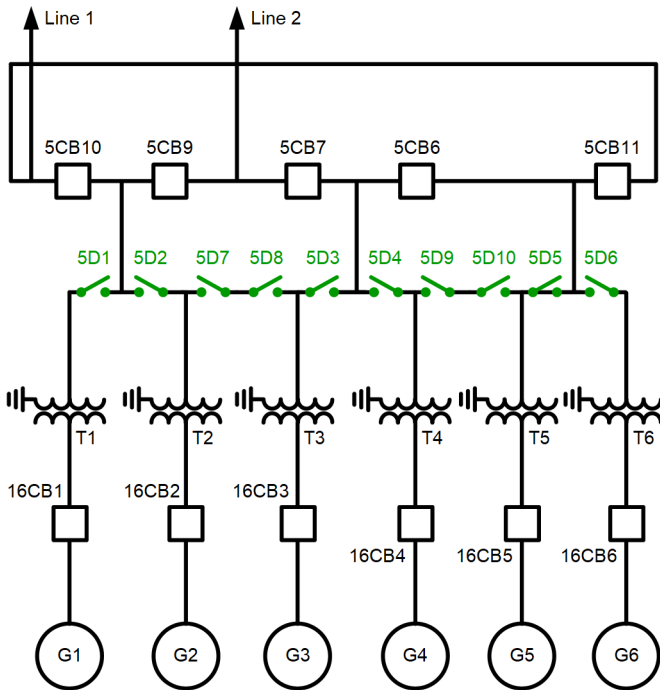 Line 1 Line 2
5CB10 5CB9 5CB7 5CB6 5CB11
5D1 5D2 5D7 5D8 5D3 5D4 5D9 5D10 5D5 5D6
T1 T2 T3 T4 T5 T6
16CB1 16CB2 16CB3
16CB4 16CB5 16CB6
G1 G2 G3 G4 G5 G6